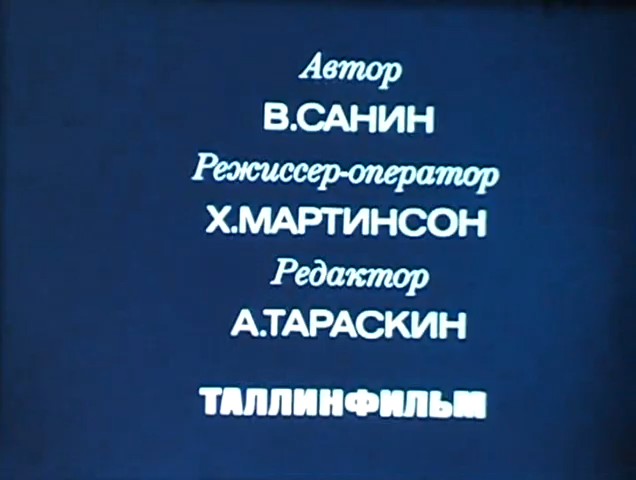 Автор
В.САНИН
Режиссер-оператор
Х.МАРТИНСОН
Редактор
А.ТАРАСКИН
ТАЛЛИНФИЛЬМ